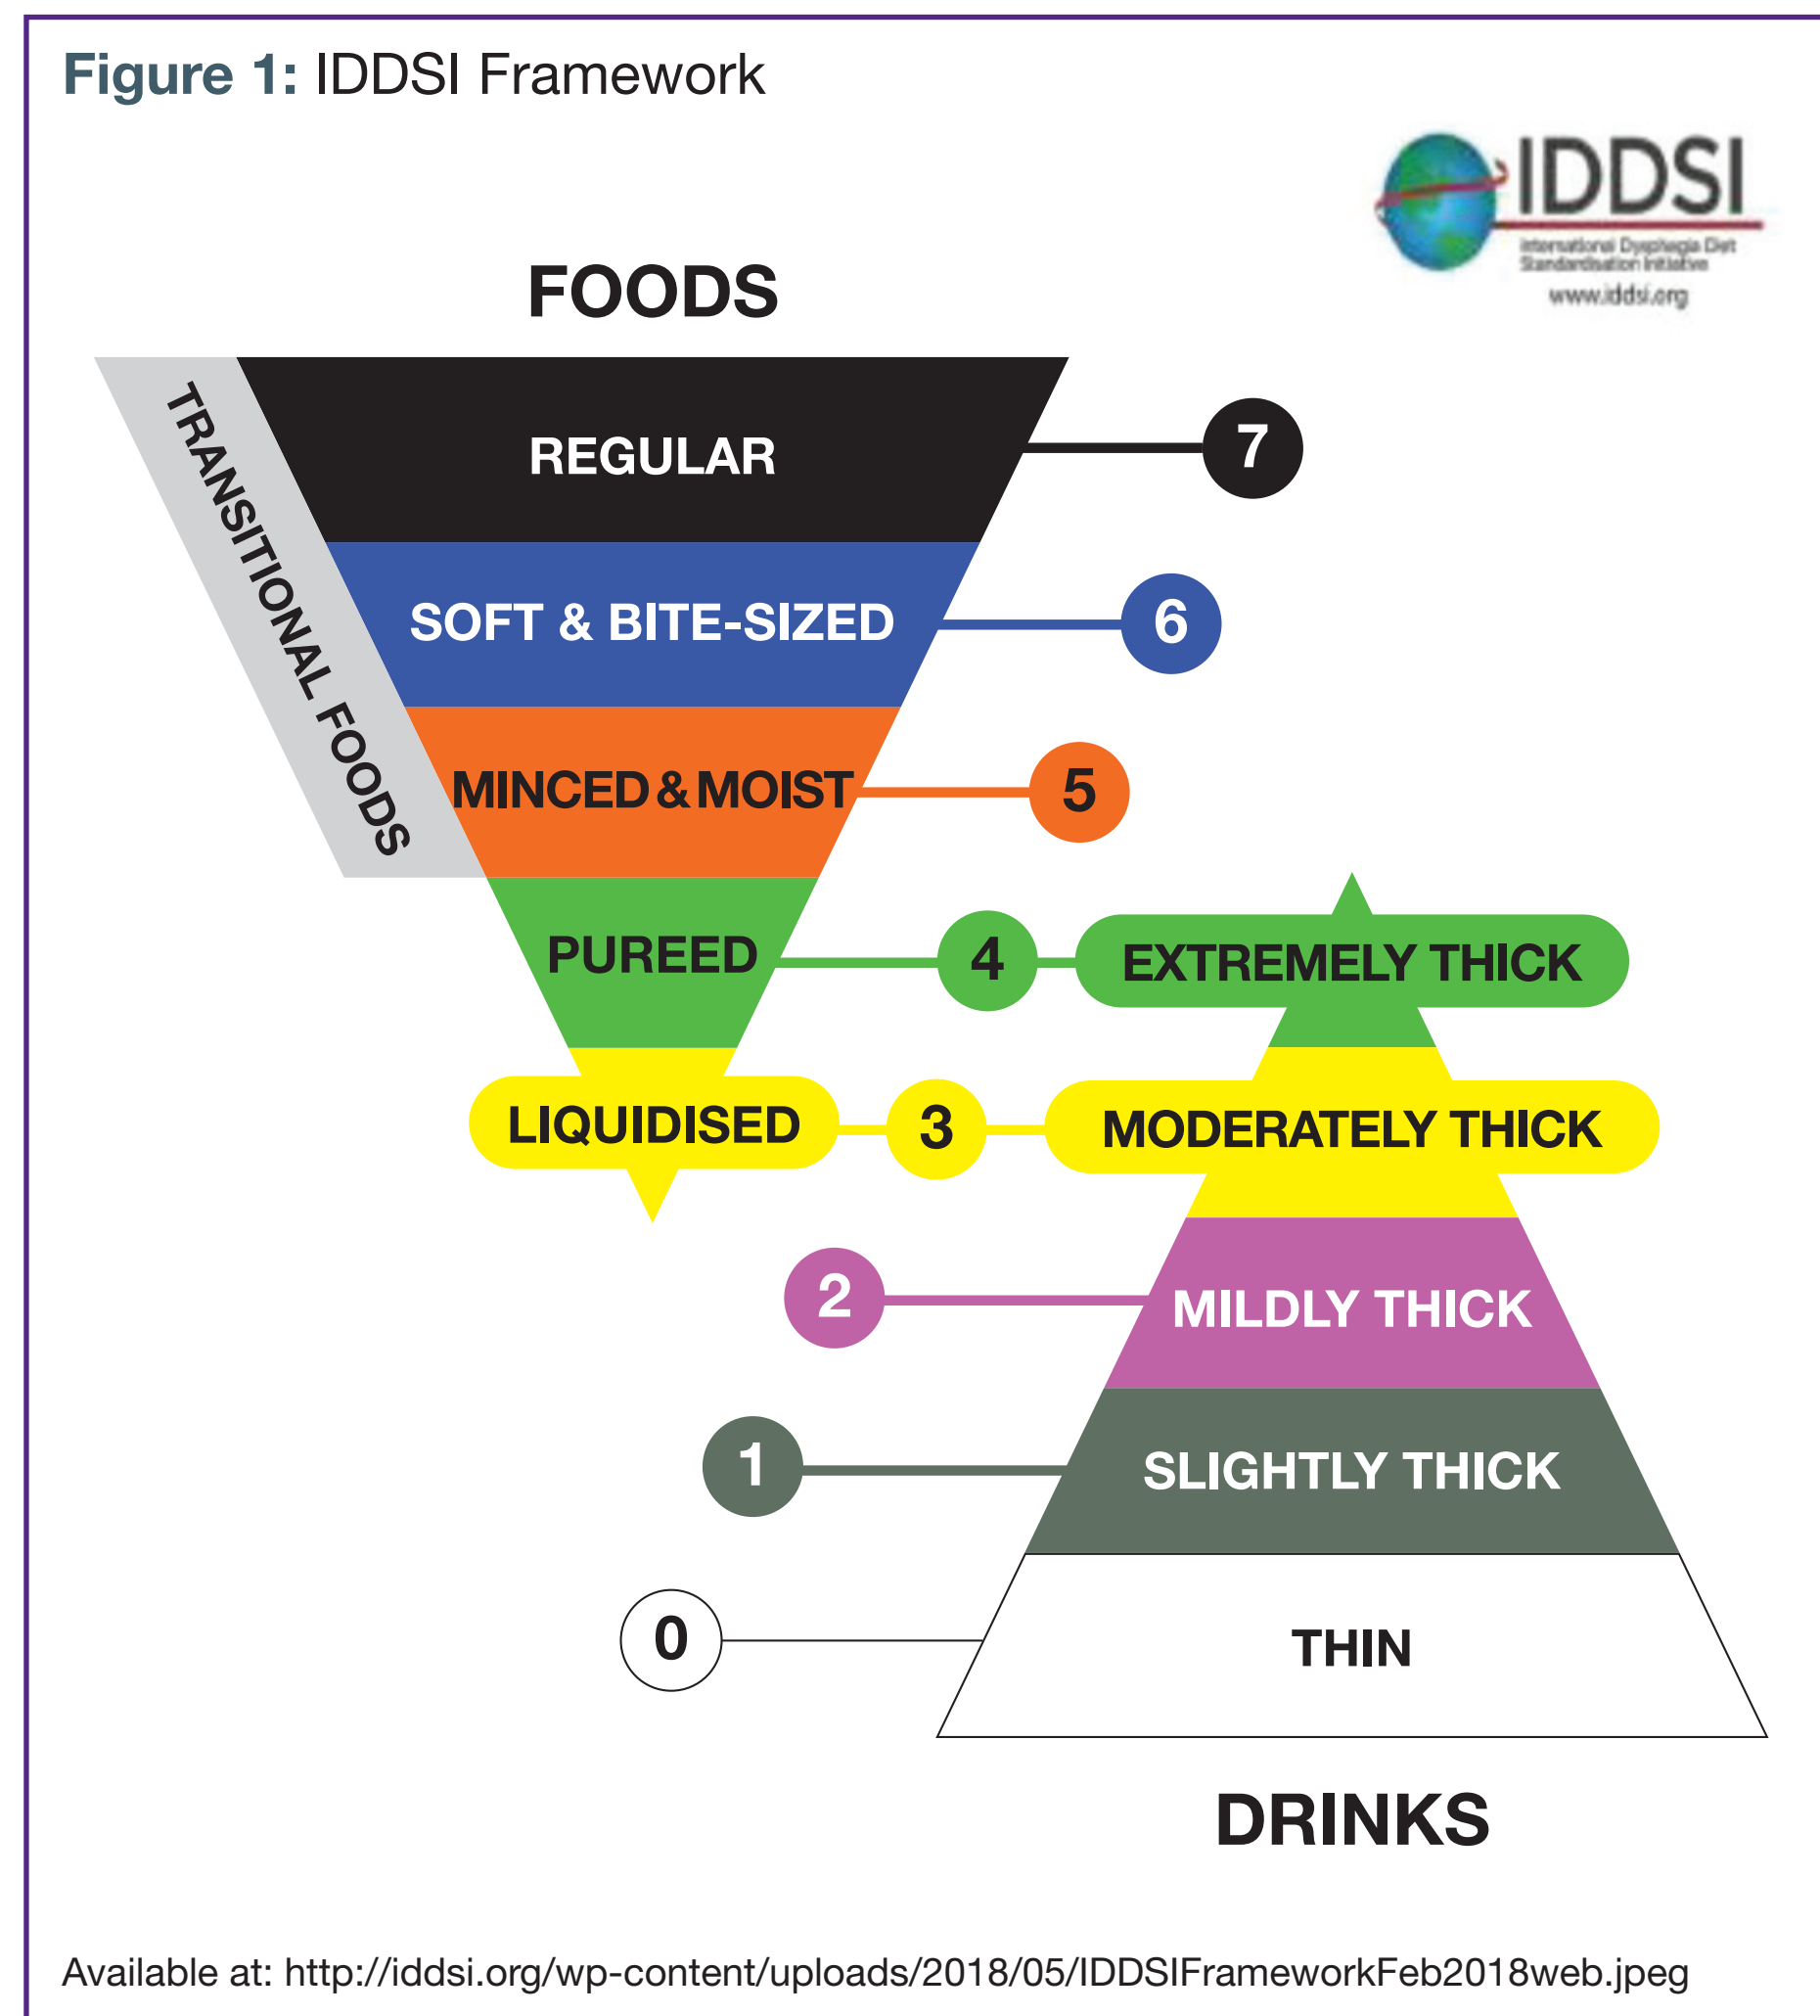 Figure 1: IDDSI Framework
IDDSI
International Dysphagia Diet
Standardisation Initiative
www.iddsi.org
FOODS
TRANSITIONAL FOODS
REGULAR
7
SOFT & BITE-SIZED
6
MINCED & MOIST
5
PUREED
4
EXTREMELY THICK
LIQUIDISED
3
MODERATELY THICK
2
MILDLY THICK
1
SLIGHTLY THICK
0
THIN
DRINKS
Available at: http://iddsi.org/wp-content/uploads/2018/05/IDDSIFrameworkFeb2018web.jpeg